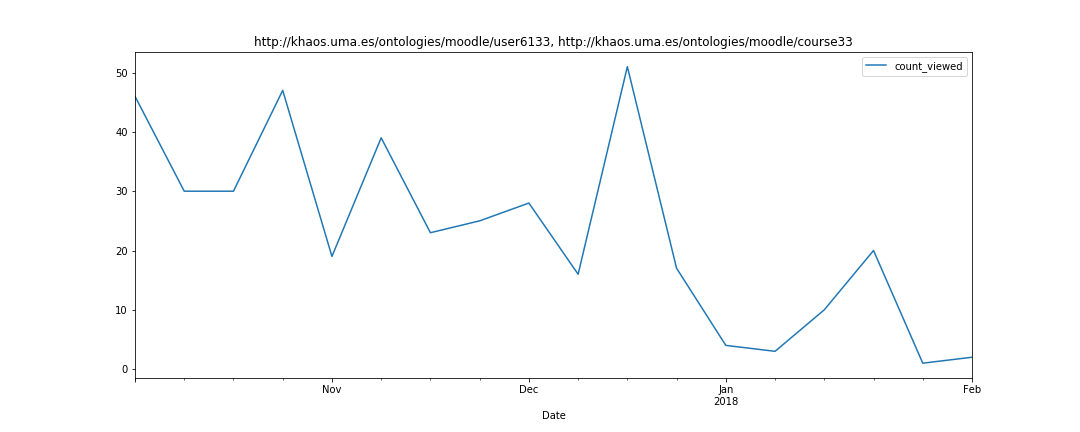 http://khaos.uma.es/ontologies/moodle/user6133, http://khaos.uma.es/ontologies/moodle/course33
count_viewed
50
40
30
20
10
0
Nov
Dec
Jan
2018
Feb
Date